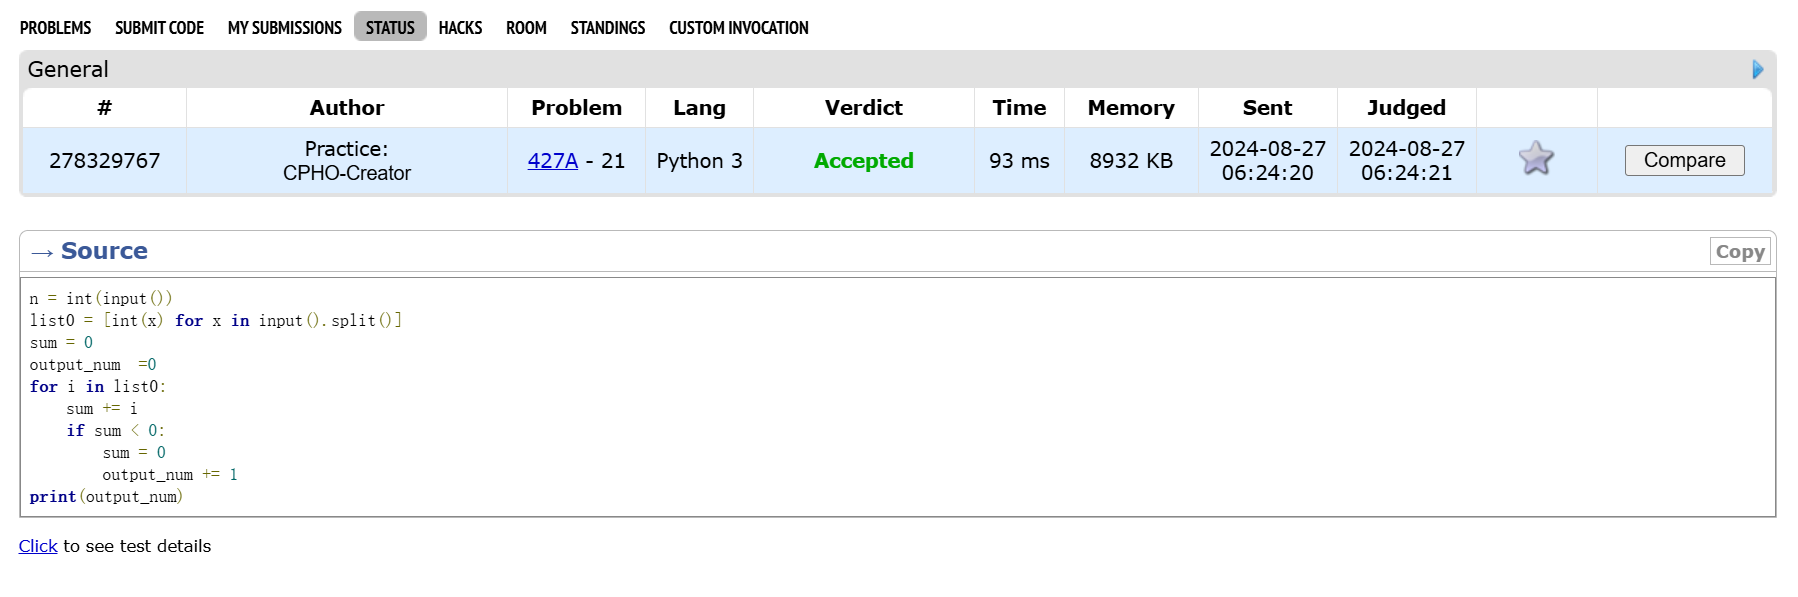 PROBLEMS SUBMIT CODE MY SUBMISSIONS STATUS HACKS ROOM STANDINGS CUSTOM INVOCATION
General
# Author Problem Lang Verdict Time Memory Sent Judged
278329767 Practice: CPHO-Creator 427A - 21 Python 3 Accepted 93 ms 8932 KB 2024-08-27 06:24:20 2024-08-27 06:24:21 Compare
→ Source Copy
n = int(input())
list0 = [int(x) for x in input().split()]
sum = 0
output_num  =0
for i in list0:
    sum += i
    if sum < 0:
        sum = 0
        output_num += 1
print(output_num)
Click to see test details